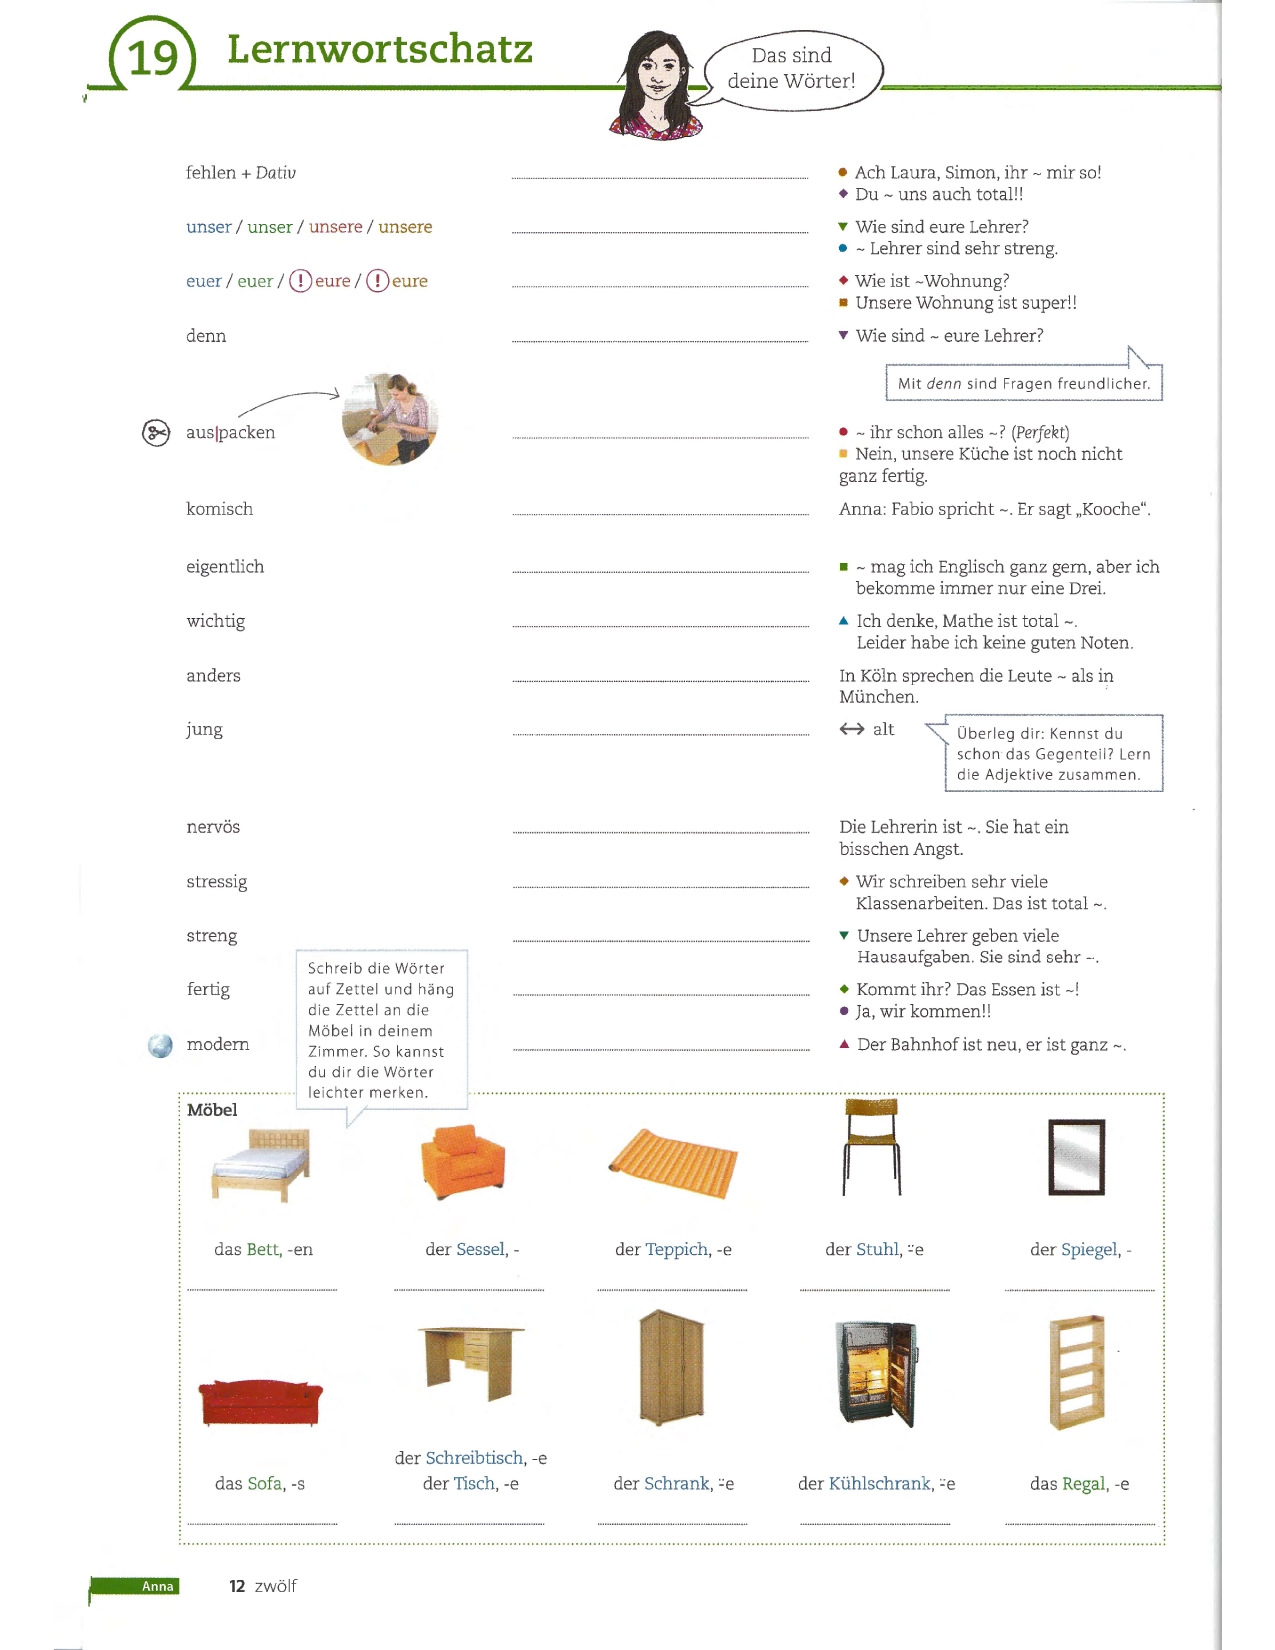 19 Lernwortschatz
Das sind
deine Wörter!
fehlen + Dativ
● Ach Laura, Simon, ihr ~ mir so!
◆ Du ~ uns auch total!!
unser / unser / unsere / unsere
▼ Wie sind eure Lehrer?
● ~ Lehrer sind sehr streng.
euer / euer / ! eure / ! eure
◆ Wie ist ~Wohnung?
■ Unsere Wohnung ist super!!
denn
▼ Wie sind ~ eure Lehrer?
Mit denn sind Fragen freundlicher.
aus|packen
● ~ ihr schon alles ~? (Perfekt)
■ Nein, unsere Küche ist noch nicht
ganz fertig.
komisch
Anna: Fabio spricht ~. Er sagt „Kooche“.
eigentlich
■ ~ mag ich Englisch ganz gern, aber ich
bekomme immer nur eine Drei.
wichtig
▲ Ich denke, Mathe ist total ~.
Leider habe ich keine guten Noten.
anders
In Köln sprechen die Leute ~ als in
München.
jung
↔ alt
Überleg dir: Kennst du
schon das Gegenteil? Lern
die Adjektive zusammen.
nervös
Die Lehrerin ist ~. Sie hat ein
bisschen Angst.
stressig
◆ Wir schreiben sehr viele
Klassenarbeiten. Das ist total ~.
streng
▼ Unsere Lehrer geben viele
Hausaufgaben. Sie sind sehr ~.
fertig
◆ Kommt ihr? Das Essen ist ~!
● Ja, wir kommen!!
modern
▲ Der Bahnhof ist neu, er ist ganz ~.
Schreib die Wörter
auf Zettel und häng
die Zettel an die
Möbel in deinem
Zimmer. So kannst
du dir die Wörter
leichter merken.
Möbel
das Bett, -en
der Sessel, -
der Teppich, -e
der Stuhl, ¨-e
der Spiegel, -
das Sofa, -s
der Schreibtisch, -e
der Tisch, -e
der Schrank, ¨-e
der Kühlschrank, ¨-e
das Regal, -e
Anna
12 zwölf